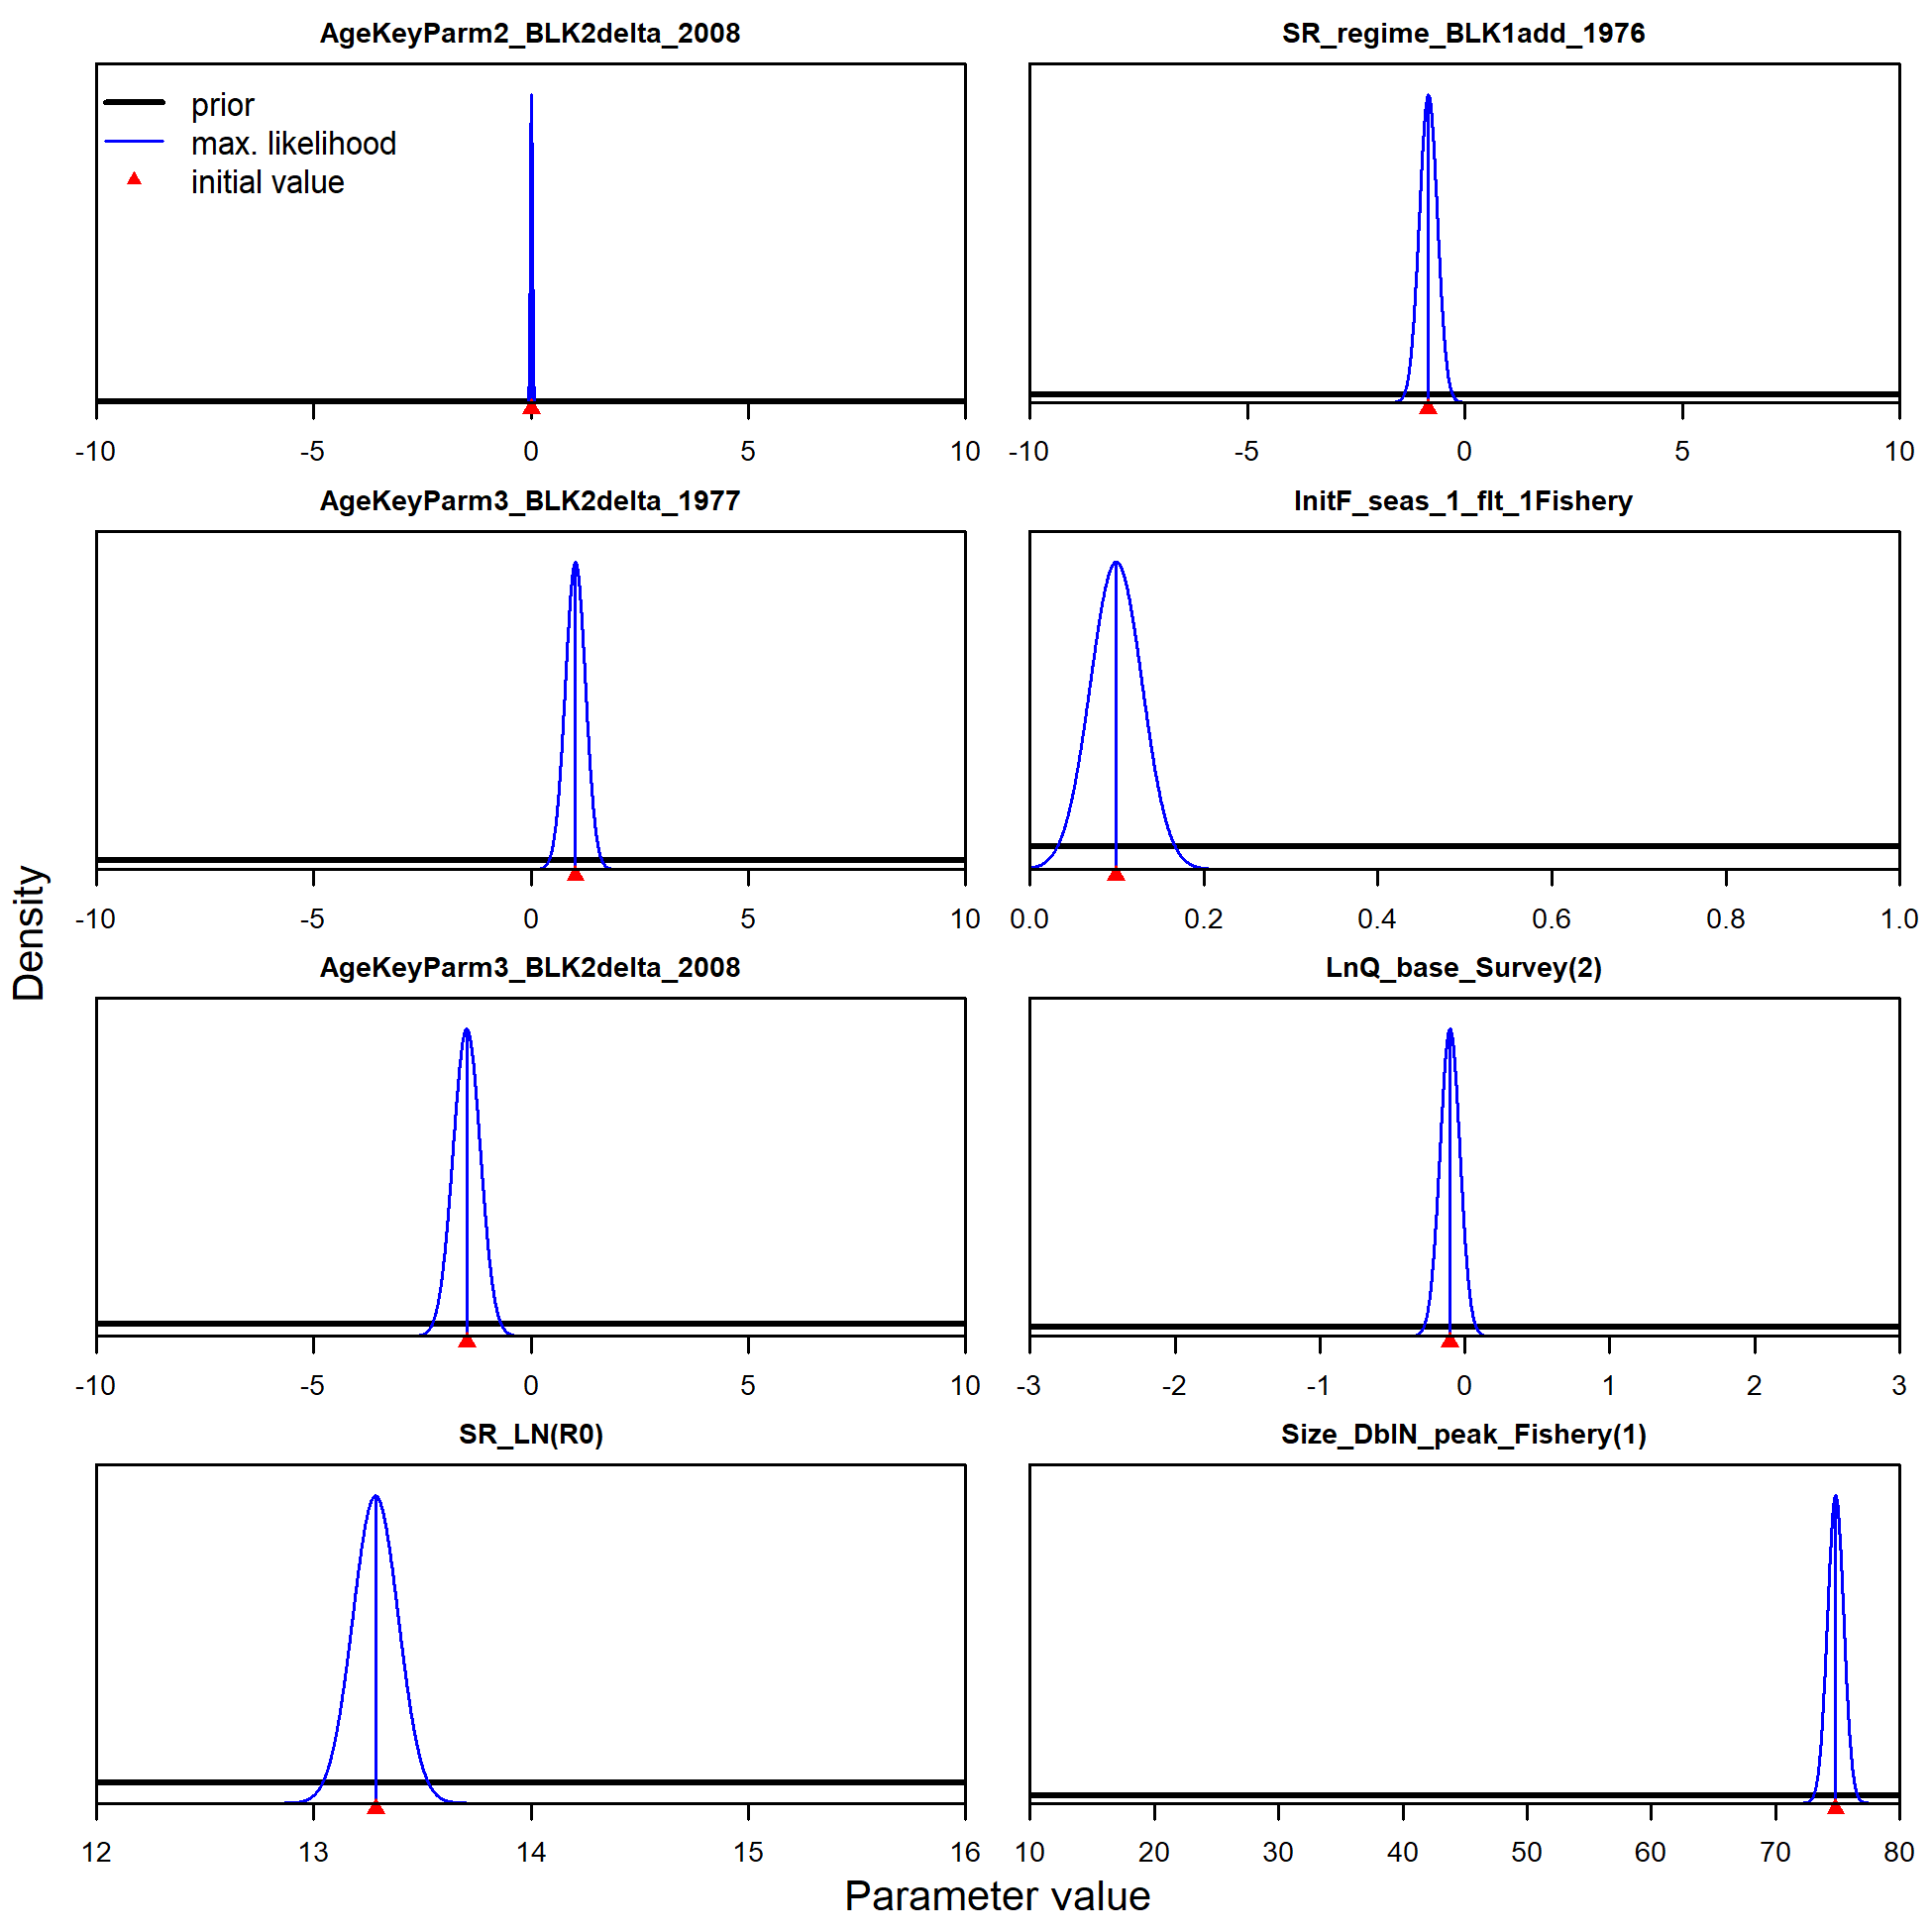 AgeKeyParm2_BLK2delta_2008
prior
max. likelihood
initial value
-10 -5 0 5 10
SR_regime_BLK1add_1976
-10 -5 0 5 10
AgeKeyParm3_BLK2delta_1977
-10 -5 0 5 10
InitF_seas_1_flt_1Fishery
0.0 0.2 0.4 0.6 0.8 1.0
AgeKeyParm3_BLK2delta_2008
-10 -5 0 5 10
LnQ_base_Survey(2)
-3 -2 -1 0 1 2 3
SR_LN(R0)
12 13 14 15 16
Size_DblN_peak_Fishery(1)
10 20 30 40 50 60 70 80
Density
Parameter value